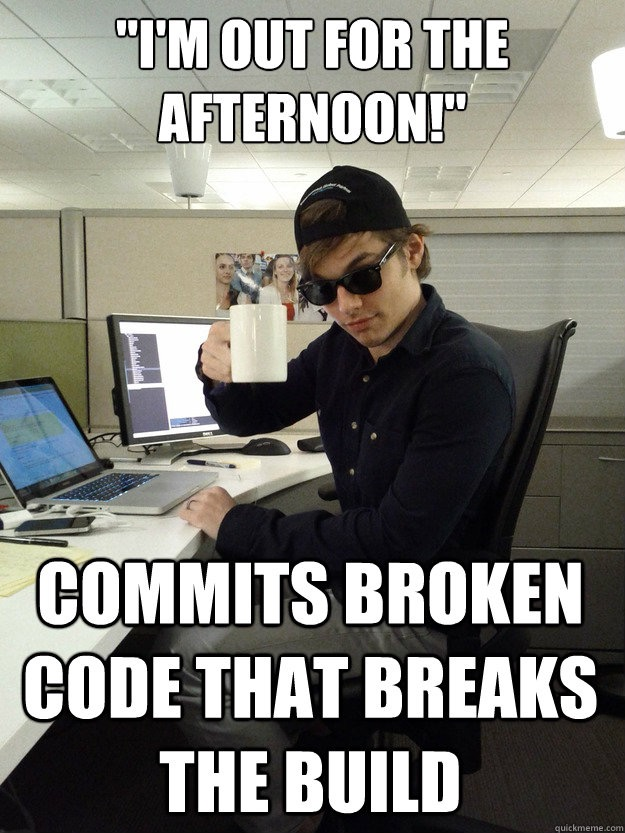 "I'M OUT FOR THE
AFTERNOON!"
COMMITS BROKEN
CODE THAT BREAKS
THE BUILD
quickmeme.com